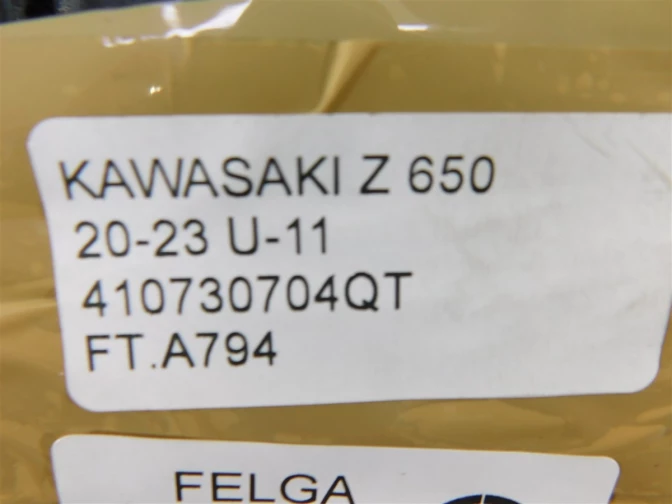 KAWASAKI Z 650
20-23 U-11
410730704QT
FT.A794
FELGA